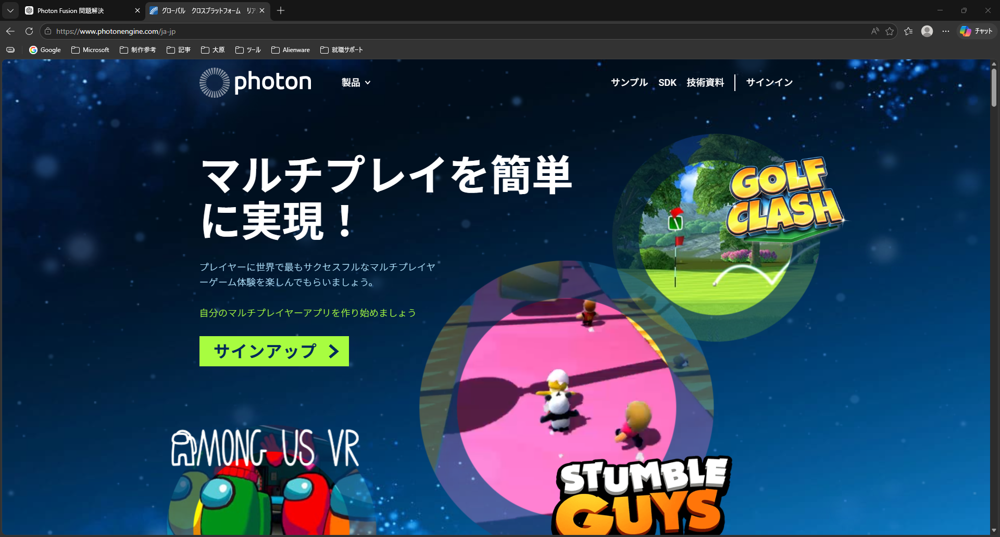 Photon Fusion 問題解決
グローバル クロスプラットフォーム リア
https://www.photonengine.com/ja-jp
チャット
Google
Microsoft
制作参考
記事
大原
ツール
Alienware
就職サポート
photon
製品
サンプル
SDK
技術資料
サインイン
マルチプレイを簡単
に実現！
プレイヤーに世界で最もサクセスフルなマルチプレイヤ
ーゲーム体験を楽しんでもらいましょう。
自分のマルチプレイヤーアプリを作り始めましょう
サインアップ
GOLF
CLASH
AMONG US VR
STUMBLE
GUYS